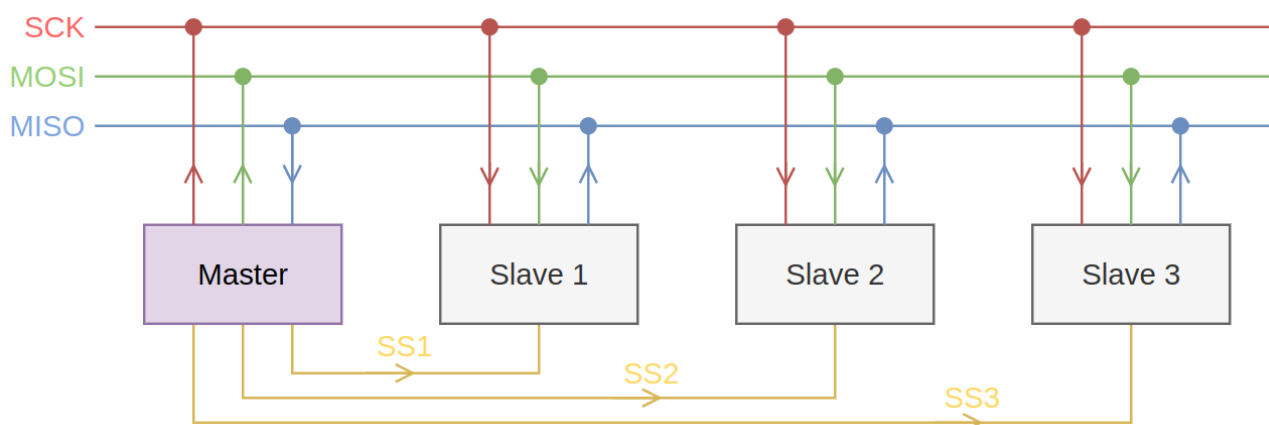 SCK
MOSI
MISO
Master
Slave 1
Slave 2
Slave 3
SS1
SS2
SS3